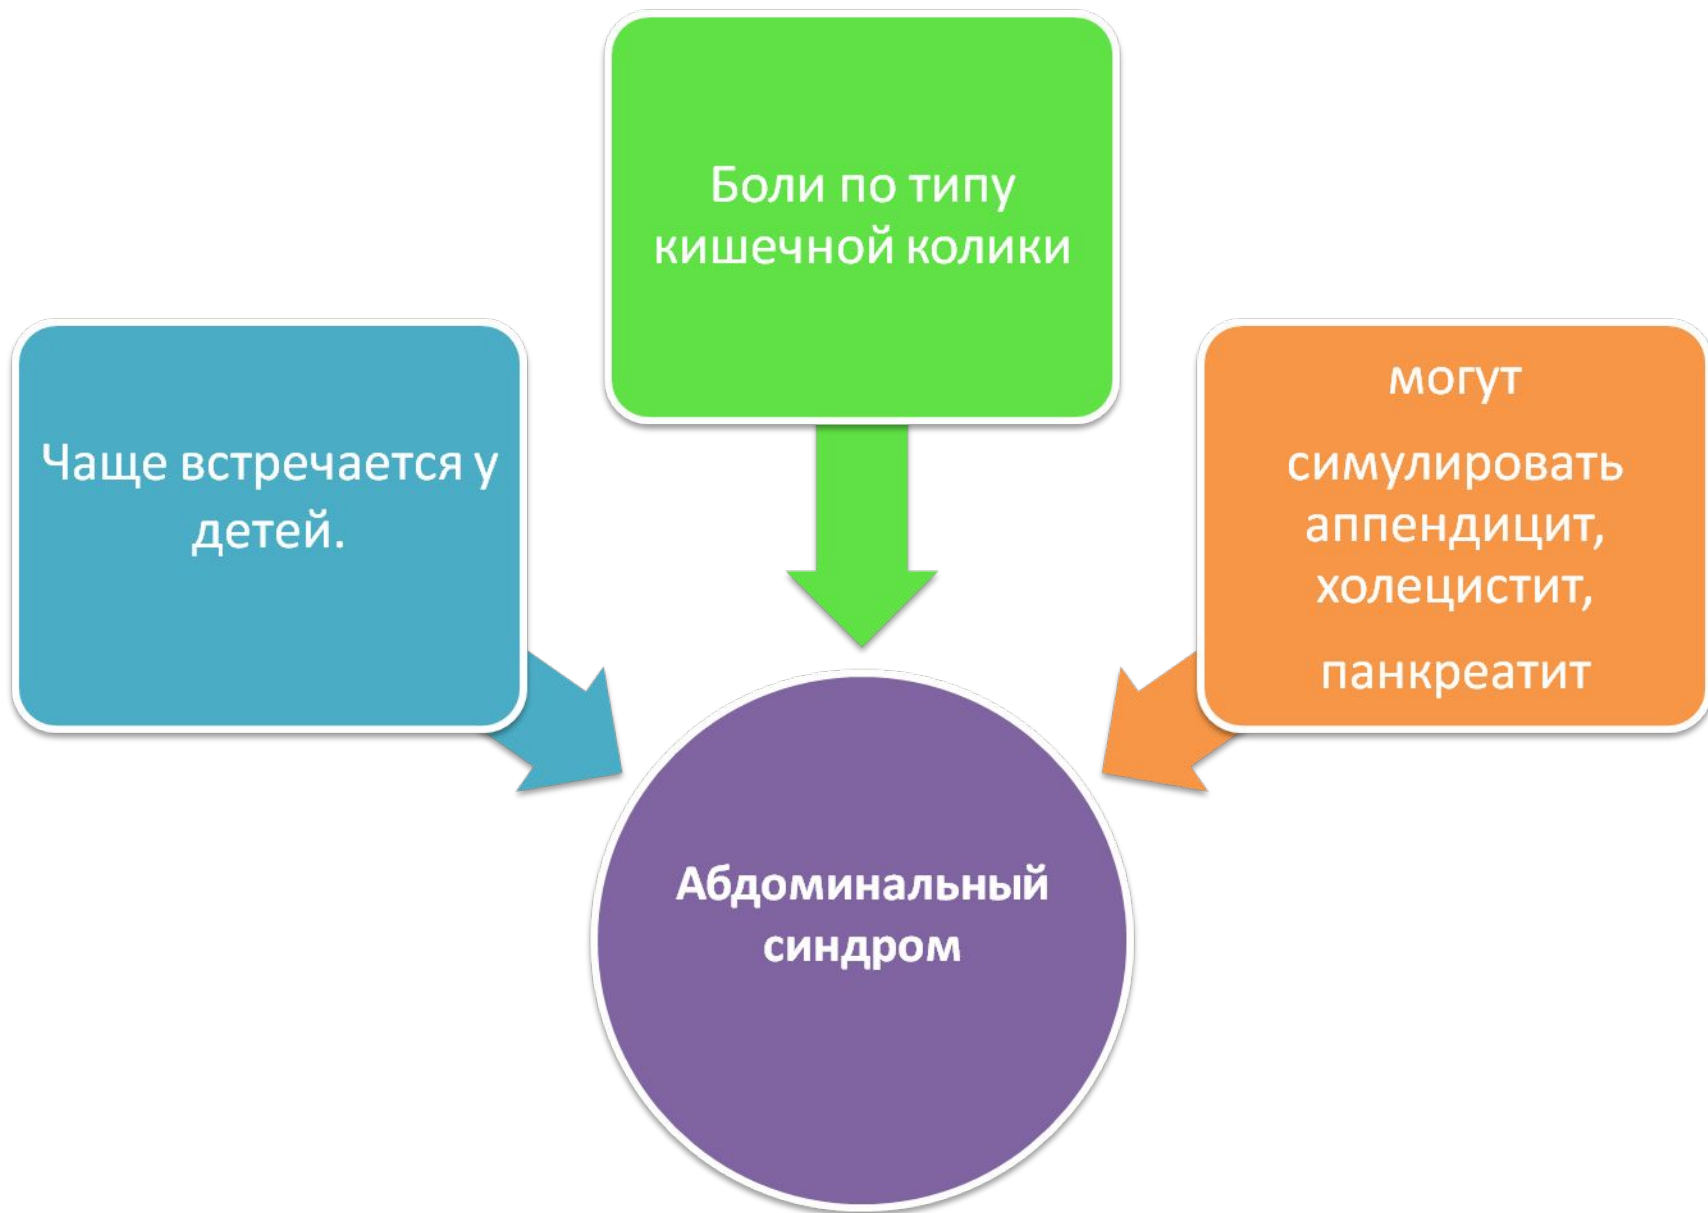 Боли по типу
кишечной колики
Чаще встречается у
детей.
могут
симулировать
аппендицит,
холецистит,
панкреатит
Абдоминальный
синдром